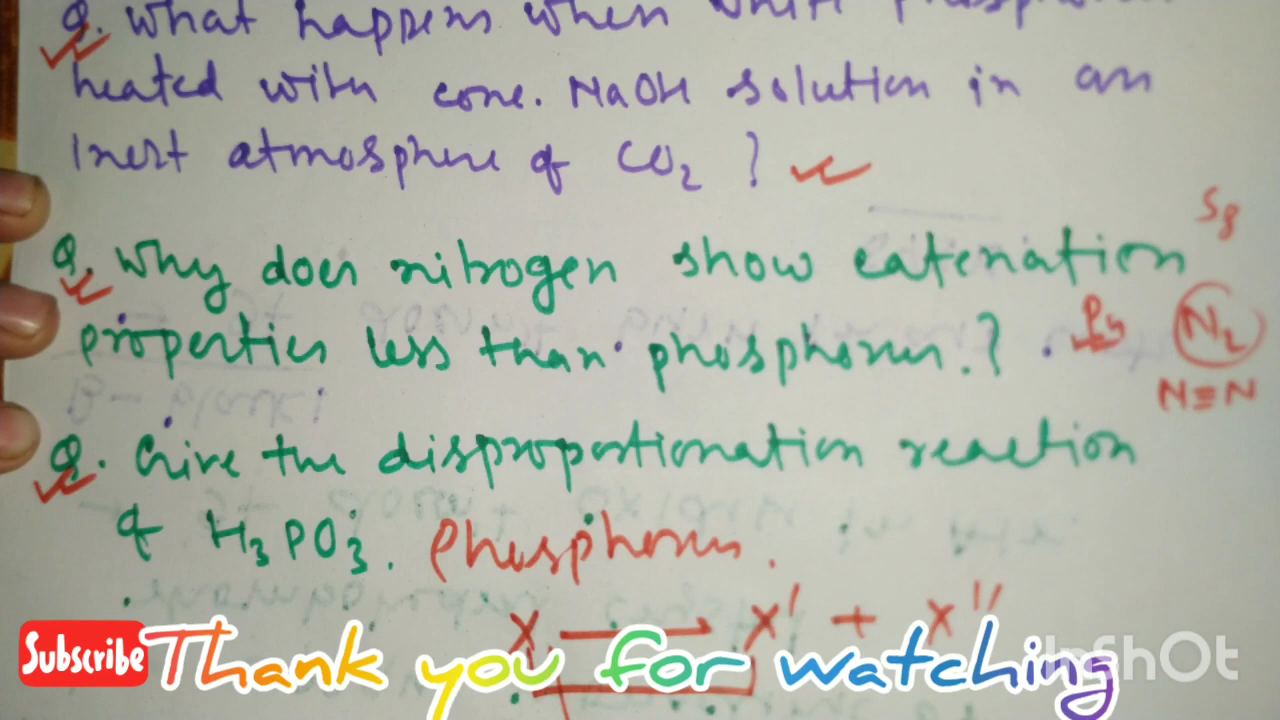 Q. What happens when white phosphorus
heated with conc. NaOH solution in an
Inert atmosphere of CO2 ?
S8
Q. Why does nitrogen show catenation
properties less than phosphorus. ? . P4 N2
N≡N
Q. Give the disproportionation reaction
of H3PO3. Phosphorus.
X → X' + X''
Subscribe Thank you for watching
InShOt